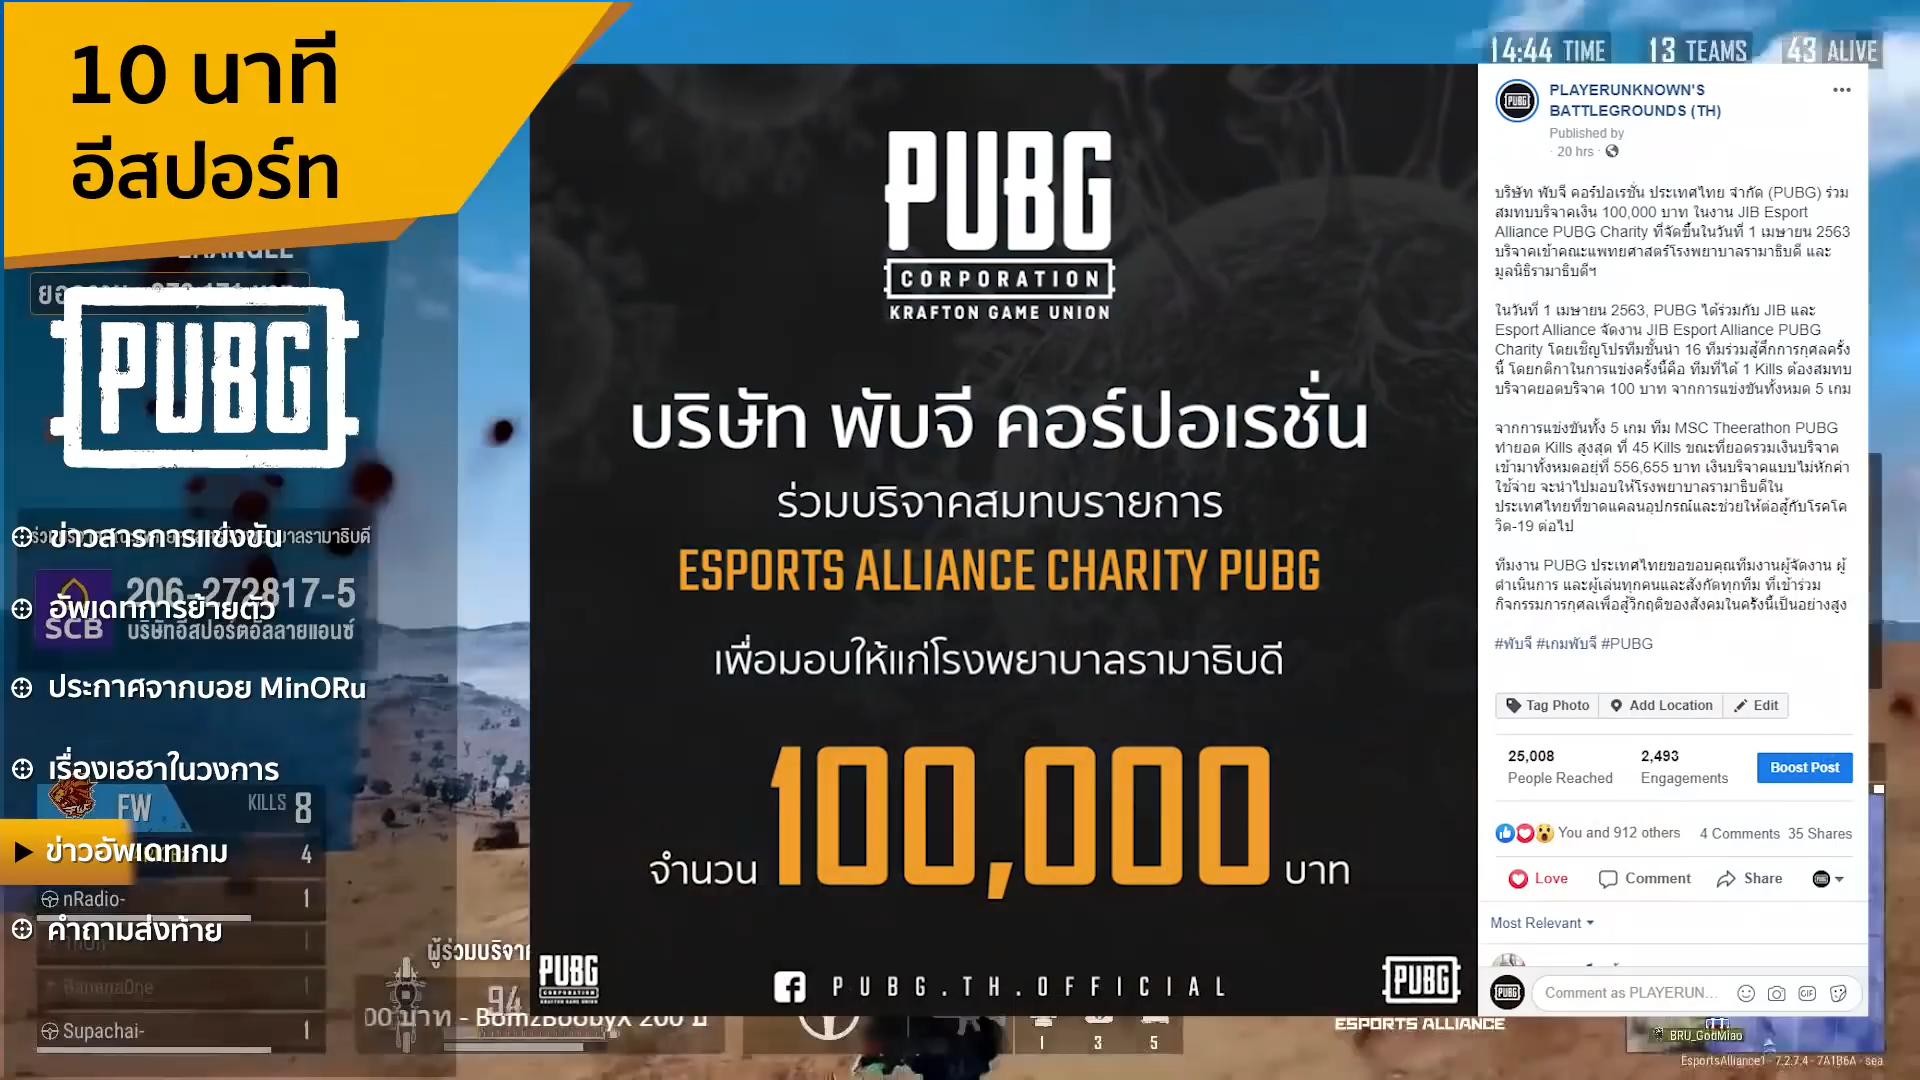 10 นาที
อีสปอร์ท
14:44 TIME 13 TEAMS 43 ALIVE
PUBG
ข่าวสารการแข่งขัน
206-272817-5
อัพเดทการย้ายตัว
SCB
บริษัทอีสปอร์ตอัลลายแอนซ์
ประกาศจากบอย MinORu
เรื่องเฮฮาในวงการ
FW KILLS 8
ข่าวอัพเดทเกม
4
nRadio- 1
คำถามส่งท้าย
BananaOne 1
Supachai- 1
PUBG
CORPORATION
KRAFTON GAME UNION
บริษัท พับจี คอร์ปอเรชั่น
ร่วมบริจาคสมทบรายการ
ESPORTS ALLIANCE CHARITY PUBG
เพื่อมอบให้แก่โรงพยาบาลรามาธิบดี
จำนวน 100,000 บาท
PUBG
PUBG.TH.OFFICIAL
PUBG
94
ESPORTS ALLIANCE
1 3 5
PLAYERUNKNOWN'S
BATTLEGROUNDS (TH)
Published by
· 20 hrs ·
บริษัท พับจี คอร์ปอเรชั่น ประเทศไทย จำกัด (PUBG) ร่วม
สมทบบริจาคเงิน 100,000 บาท ในงาน JIB Esport
Alliance PUBG Charity ที่จัดขึ้นในวันที่ 1 เมษายน 2563
บริจาคเข้าคณะแพทยศาสตร์โรงพยาบาลรามาธิบดี และ
มูลนิธิรามาธิบดีฯ
ในวันที่ 1 เมษายน 2563, PUBG ได้ร่วมกับ JIB และ
Esport Alliance จัดงาน JIB Esport Alliance PUBG
Charity โดยเชิญโปรทีมชั้นนำ 16 ทีมร่วมสู้ศึกการกุศลครั้ง
นี้ โดยกติกาในการแข่งครั้งนี้คือ ทีมที่ได้ 1 Kills ต้องสมทบ
บริจาคยอดบริจาค 100 บาท จากการแข่งขันทั้งหมด 5 เกม
จากการแข่งขันทั้ง 5 เกม ทีม MSC Theerathon PUBG
ทำยอด Kills สูงสุด ที่ 45 Kills ขณะที่ยอดรวมเงินบริจาค
เข้ามาทั้งหมดอยู่ที่ 556,655 บาท เงินบริจาคแบบไม่หักค่า
ใช้จ่าย จะนำไปมอบให้โรงพยาบาลรามาธิบดีใน
ประเทศไทยที่ขาดแคลนอุปกรณ์และช่วยให้ต่อสู้กับโรคโค
วิด-19 ต่อไป
ทีมงาน PUBG ประเทศไทยขอขอบคุณทีมงานผู้จัดงาน ผู้
ดำเนินการ และผู้เล่นทุกคนและสังกัดทุกทีม ที่เข้าร่วม
กิจกรรมการกุศลเพื่อสู้วิกฤติของสังคมในครั้งนี้เป็นอย่างสูง
#พับจี #เกมพับจี #PUBG
Tag Photo Add Location Edit
25,008 2,493
People Reached Engagements Boost Post
You and 912 others 4 Comments 35 Shares
Love Comment Share
Most Relevant
Comment as PLAYERUN...
BRU_GodMiao
EsportsAlliance1 - 7.2.7.4 - 7A1B6A - sea